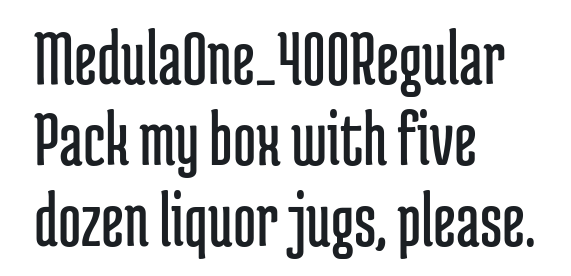 MedulaOne_400Regular
Pack my box with five
dozen liquor jugs, please.